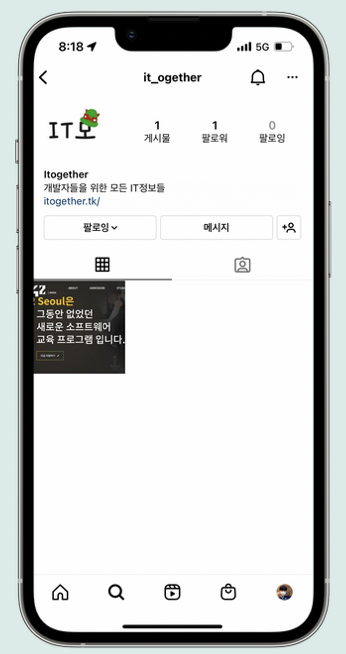 8:18
5G
it_ogether
IT모
1
게시물
1
팔로워
0
팔로잉
Itogether
개발자들을 위한 모든 IT정보들
itogether.tk/
팔로잉
메시지
42
Seoul은
그동안 없었던
새로운 소프트웨어
교육 프로그램 입니다.